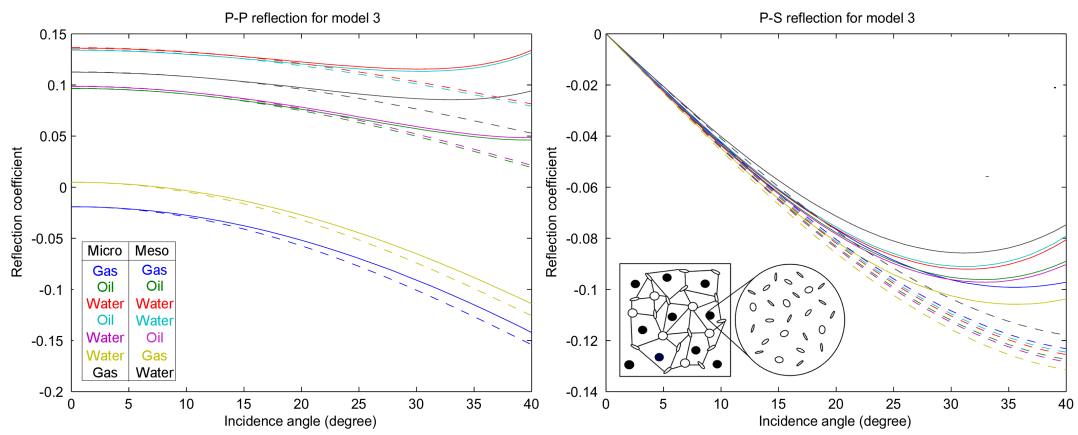 P-P reflection for model 3
0.15
0.1
0.05
0
-0.05
-0.1
-0.15
-0.2
Reflection coefficient
0 5 10 15 20 25 30 35 40
Incidence angle (degree)
Micro Meso
Gas Gas
Oil Oil
Water Water
Oil Water
Water Oil
Water Gas
Gas Water
P-S reflection for model 3
0
-0.02
-0.04
-0.06
-0.08
-0.1
-0.12
-0.14
Reflection coefficient
0 5 10 15 20 25 30 35 40
Incidence angle (degree)